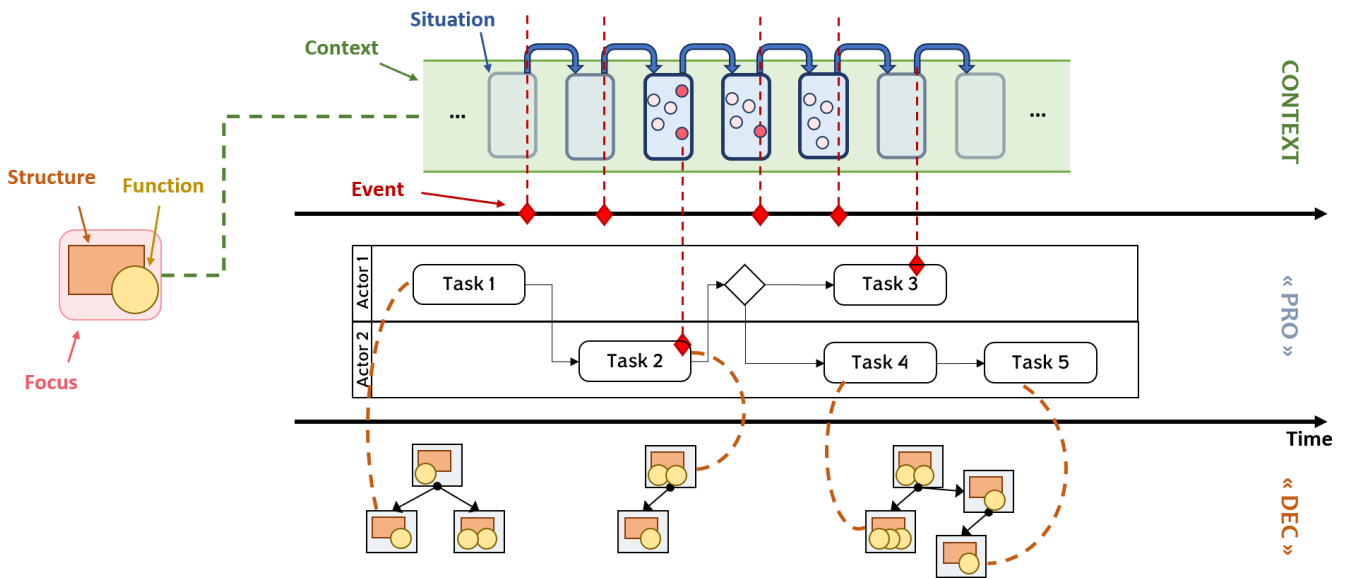 Situation
Context
...
...
CONTEXT
Structure
Function
Event
Focus
Actor 1
Task 1
Task 3
« PRO »
Actor 2
Task 2
Task 4
Task 5
Time
« DEC »